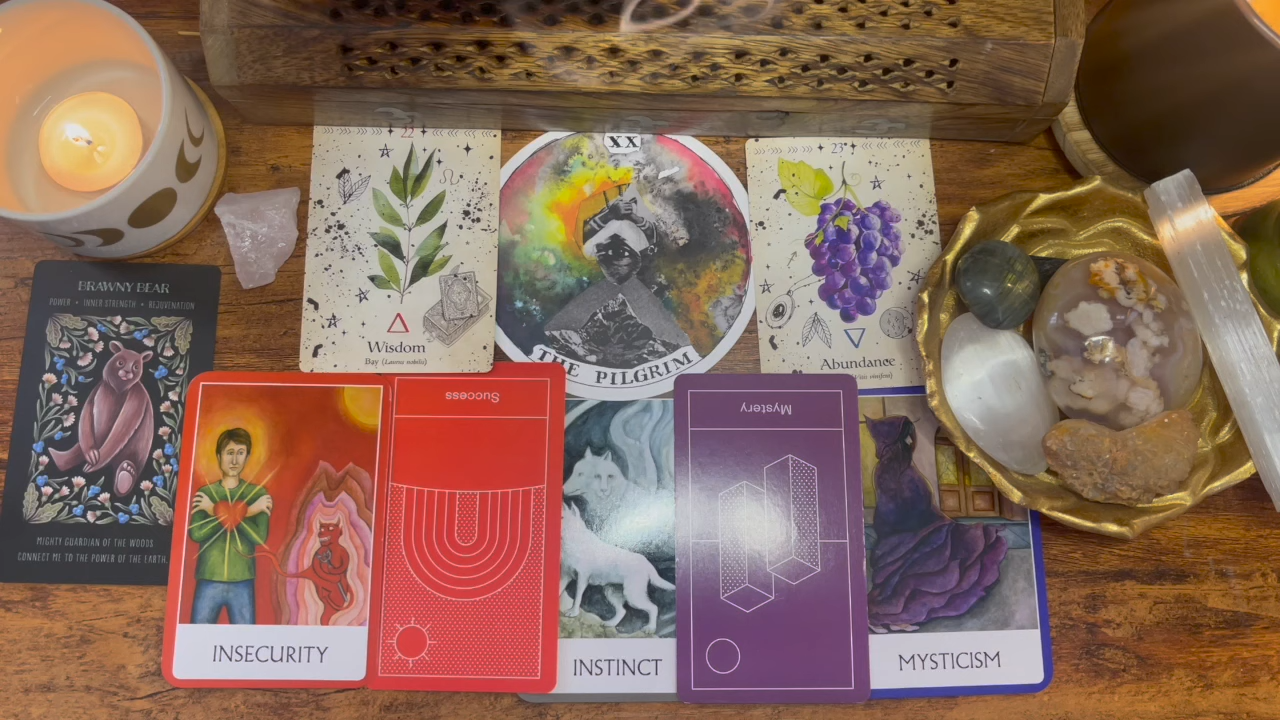 22
Wisdom
Bay (Laurus nobilis)
XX
THE PILGRIM
23
Abundance
BRAWNY BEAR
POWER • INNER STRENGTH • REJUVENATION
MIGHTY GUARDIAN OF THE WOODS
CONNECT ME TO THE POWER OF THE EARTH.
INSECURITY
Success
INSTINCT
Mystery
MYSTICISM